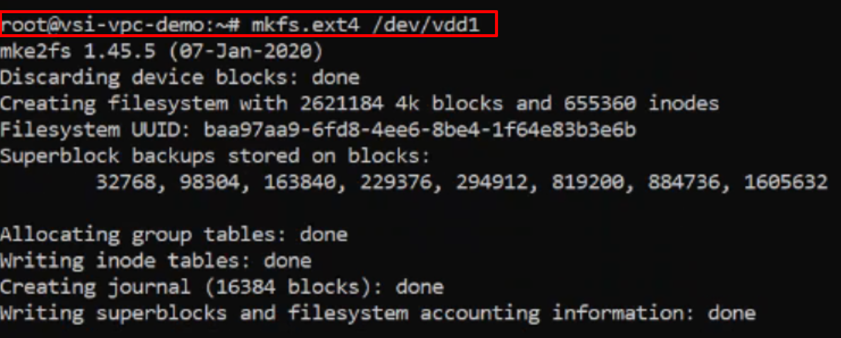 root@vsi-vpc-demo:~# mkfs.ext4 /dev/vdd1
mke2fs 1.45.5 (07-Jan-2020)
Discarding device blocks: done
Creating filesystem with 2621184 4k blocks and 655360 inodes
Filesystem UUID: baa97aa9-6fd8-4ee6-8be4-1f64e83b3e6b
Superblock backups stored on blocks:
        32768, 98304, 163840, 229376, 294912, 819200, 884736, 1605632

Allocating group tables: done
Writing inode tables: done
Creating journal (16384 blocks): done
Writing superblocks and filesystem accounting information: done